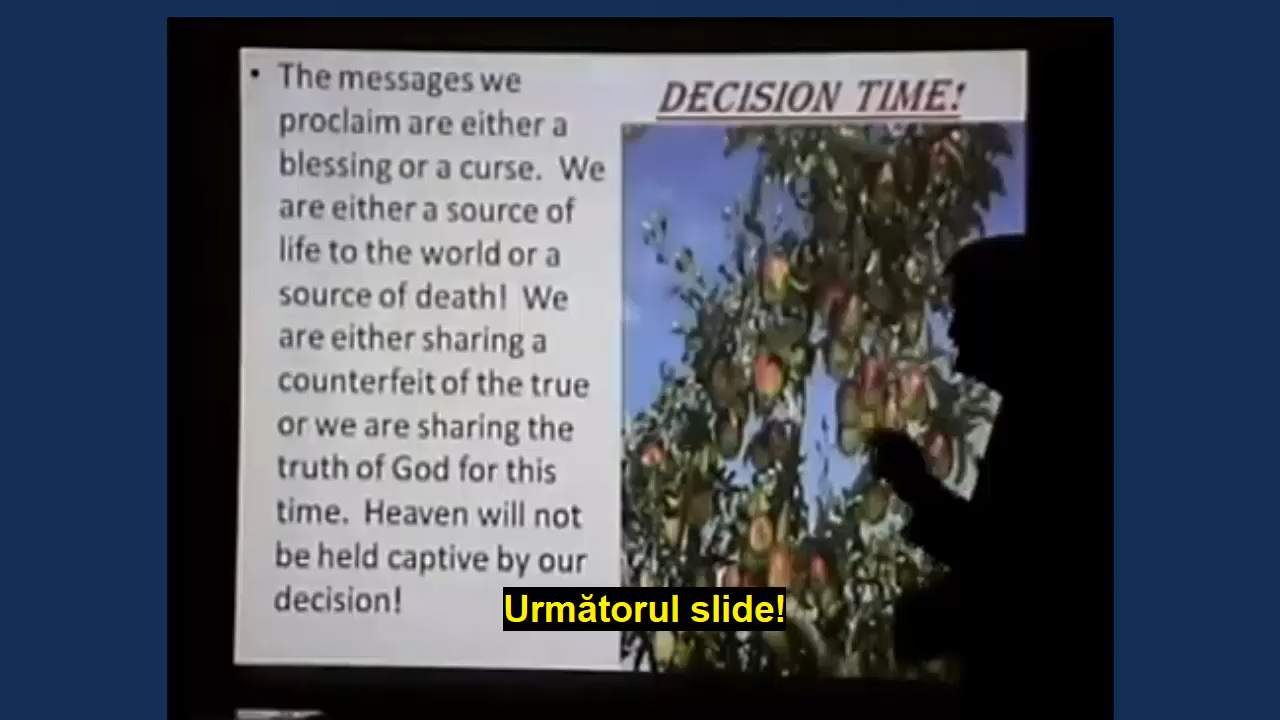 • The messages we
proclaim are either a
blessing or a curse. We
are either a source of
life to the world or a
source of death! We
are either sharing a
counterfeit of the true
or we are sharing the
truth of God for this
time. Heaven will not
be held captive by our
decision!
DECISION TIME!
Următorul slide!